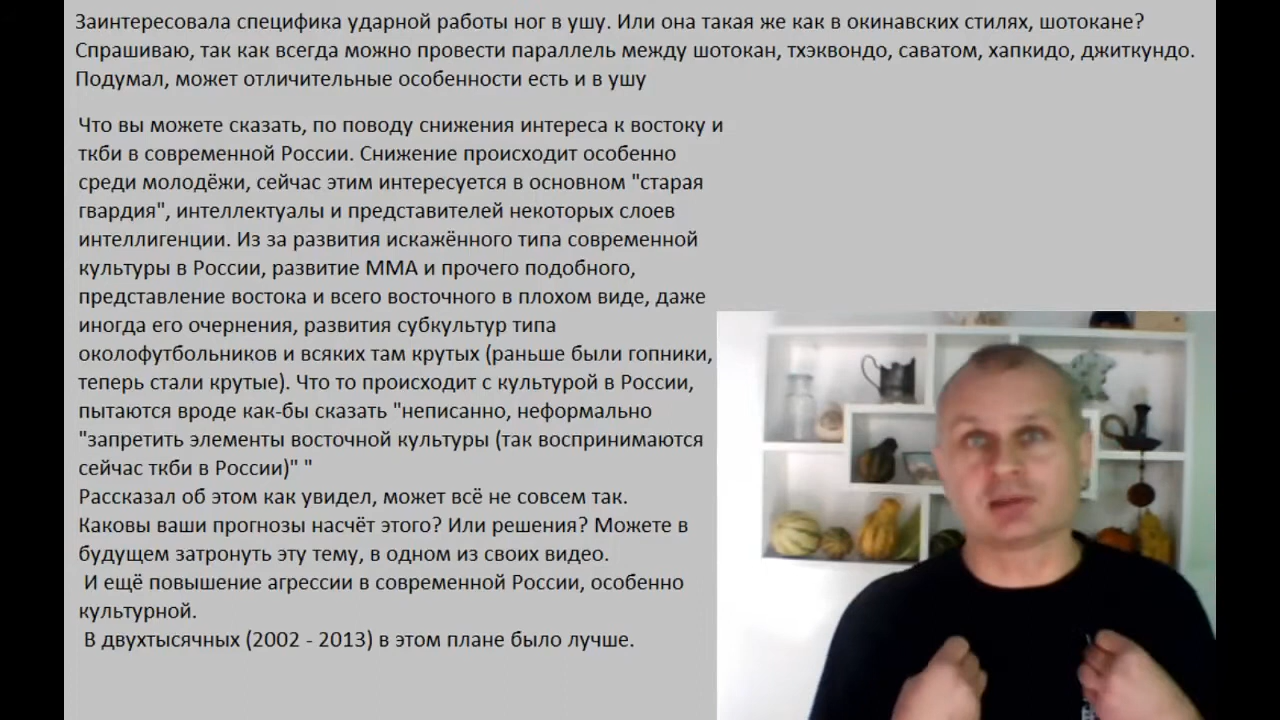 Заинтересовала специфика ударной работы ног в ушу. Или она такая же как в окинавских стилях, шотокане?
Спрашиваю, так как всегда можно провести параллель между шотокан, тхэквондо, саватом, хапкидо, джиткундо.
Подумал, может отличительные особенности есть и в ушу
Что вы можете сказать, по поводу снижения интереса к востоку и
ткби в современной России. Снижение происходит особенно
среди молодёжи, сейчас этим интересуется в основном "старая
гвардия", интеллектуалы и представителей некоторых слоев
интеллигенции. Из за развития искажённого типа современной
культуры в России, развитие ММА и прочего подобного,
представление востока и всего восточного в плохом виде, даже
иногда его очернения, развития субкультур типа
околофутбольников и всяких там крутых (раньше были гопники,
теперь стали крутые). Что то происходит с культурой в России,
пытаются вроде как-бы сказать "неписанно, неформально
"запретить элементы восточной культуры (так воспринимаются
сейчас ткби в России)" "
Рассказал об этом как увидел, может всё не совсем так.
Каковы ваши прогнозы насчёт этого? Или решения? Можете в
будущем затронуть эту тему, в одном из своих видео.
И ещё повышение агрессии в современной России, особенно
культурной.
В двухтысячных (2002 - 2013) в этом плане было лучше.